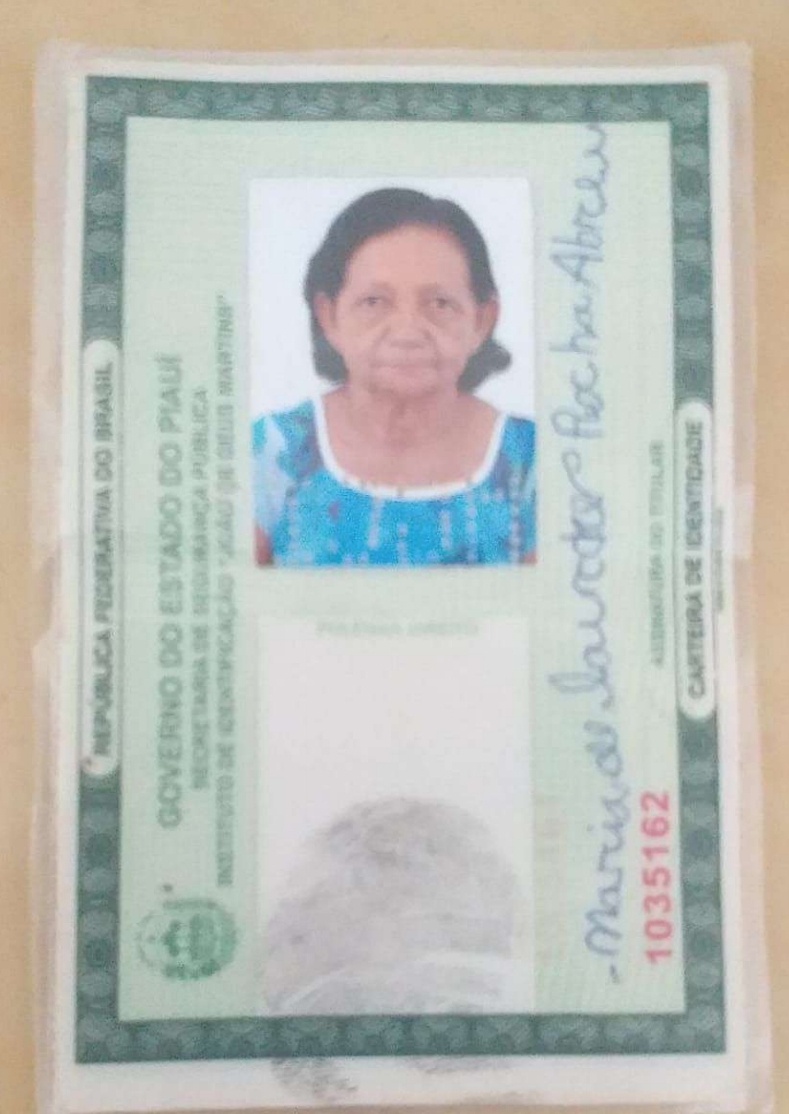 REPÚBLICA FEDERATIVA DO BRASIL
GOVERNO DO ESTADO DO PIAUÍ
SECRETARIA DE SEGURANÇA PÚBLICA
INSTITUTO DE IDENTIFICAÇÃO "JOÃO DE DEUS MARTINS"
POLEGAR DIREITO
Maria de Lourdes Rocha Abreu
ASSINATURA DO TITULAR
1035162
CARTEIRA DE IDENTIDADE